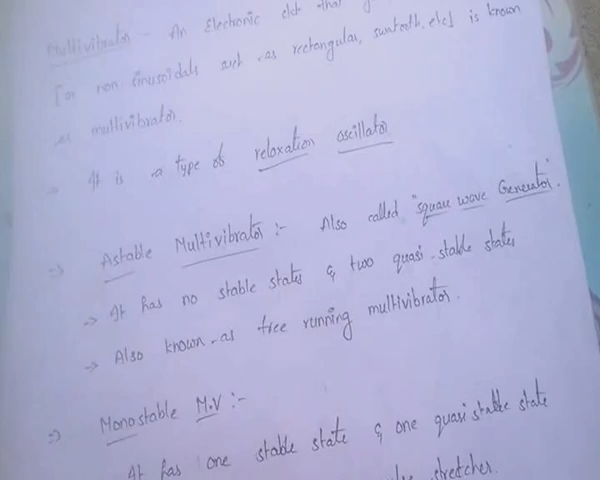 Multivibrator - An Electronic ckt that
[or non sinusoidals such as rectangular, sawtooth, etc] is known
as multivibrator.
→ It is a type of relaxation oscillator
=> Astable Multivibrator :- Also called "square wave Generator".
→ It has no stable states & two quasi-stable states
→ Also known as free running multivibrator.
=> Monostable M.V :-
It has one stable state & one quasi stable state
stretcher.